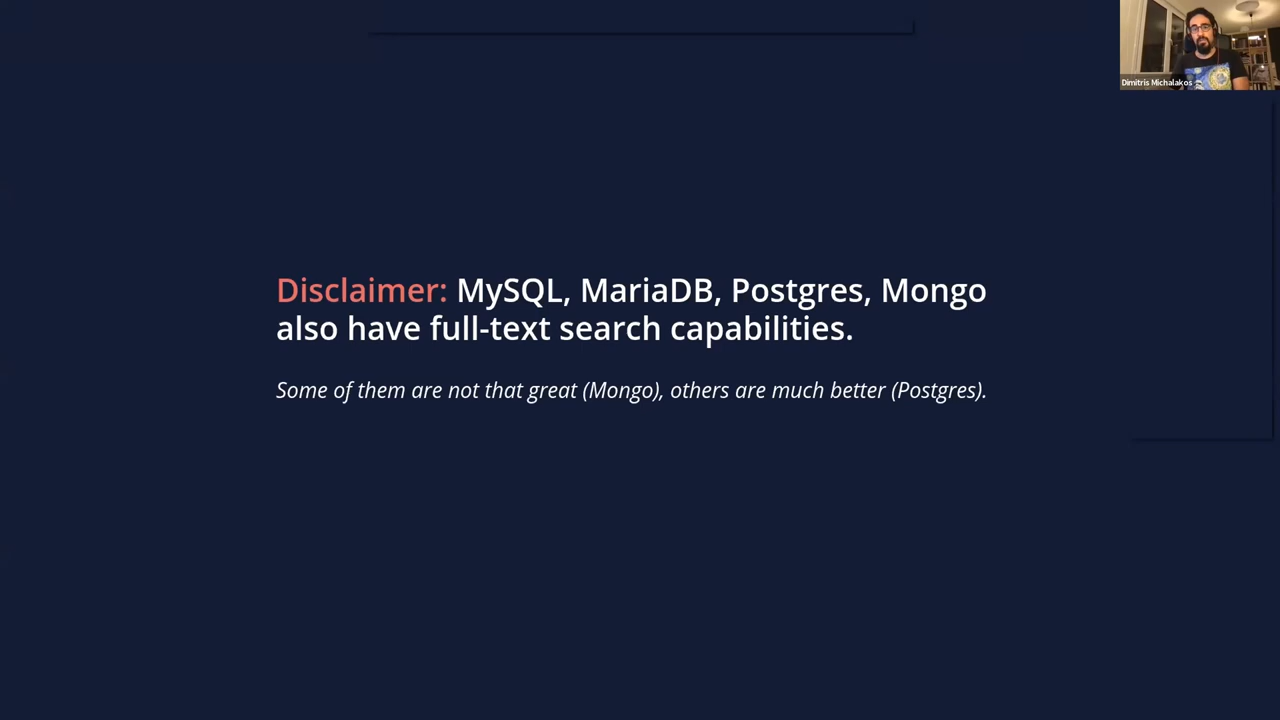 Dimitris Michalakos
Disclaimer: MySQL, MariaDB, Postgres, Mongo
also have full-text search capabilities.
Some of them are not that great (Mongo), others are much better (Postgres).